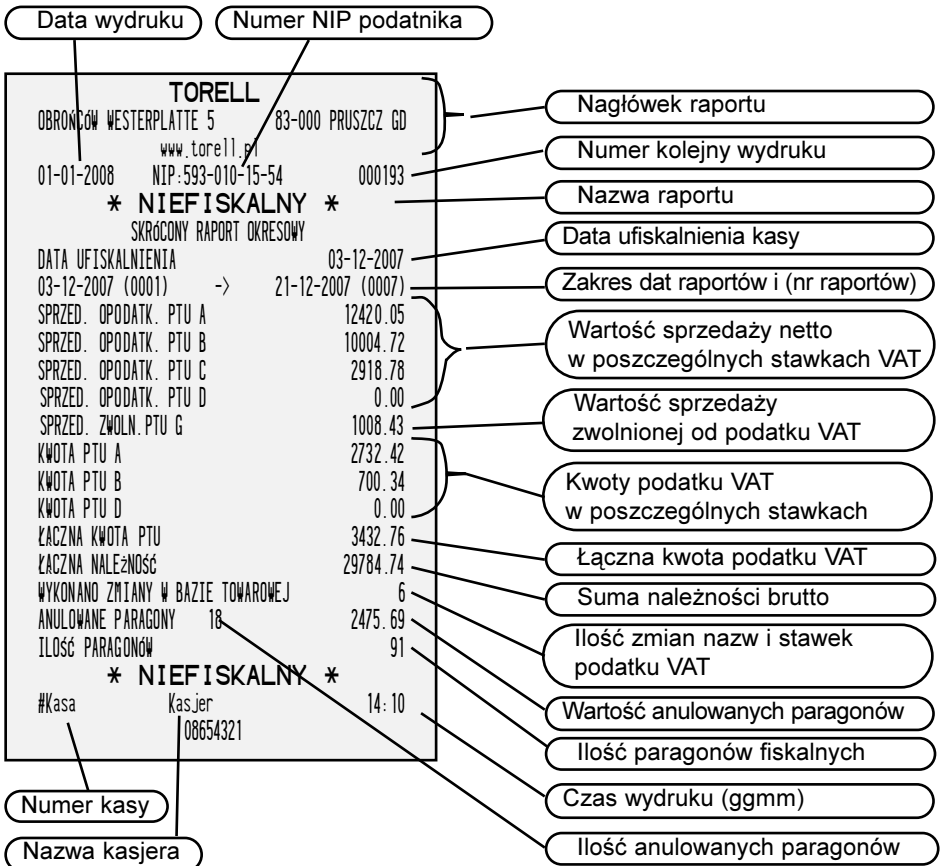 Data wydruku Numer NIP podatnika
TORELL
OBROŃCÓW WESTERPLATTE 5 83-000 PRUSZCZ GD
www.torell.pl
01-01-2008 NIP:593-010-15-54 000193
* NIEFISKALNY *
SKRóCONY RAPORT OKRESOWY
DATA UFISKALNIENIA 03-12-2007
03-12-2007 (0001) -> 21-12-2007 (0007)
SPRZED. OPODATK. PTU A 12420.05
SPRZED. OPODATK. PTU B 10004.72
SPRZED. OPODATK. PTU C 2918.78
SPRZED. OPODATK. PTU D 0.00
SPRZED. ZWOLN.PTU G 1008.43
KWOTA PTU A 2732.42
KWOTA PTU B 700.34
KWOTA PTU D 0.00
ŁACZNA KWOTA PTU 3432.76
ŁACZNA NALEżNOść 29784.74
WYKONANO ZMIANY W BAZIE TOWAROWEJ 6
ANULOWANE PARAGONY 18 2475.69
ILOść PARAGONÓW 91
* NIEFISKALNY *
#Kasa Kasjer 14:10
08654321
Nagłówek raportu
Numer kolejny wydruku
Nazwa raportu
Data ufiskalnienia kasy
Zakres dat raportów i (nr raportów)
Wartość sprzedaży netto
w poszczególnych stawkach VAT
Wartość sprzedaży
zwolnionej od podatku VAT
Kwoty podatku VAT
w poszczególnych stawkach
Łączna kwota podatku VAT
Suma należności brutto
Ilość zmian nazw i stawek
podatku VAT
Wartość anulowanych paragonów
Ilość paragonów fiskalnych
Czas wydruku (ggmm)
Ilość anulowanych paragonów
Numer kasy
Nazwa kasjera